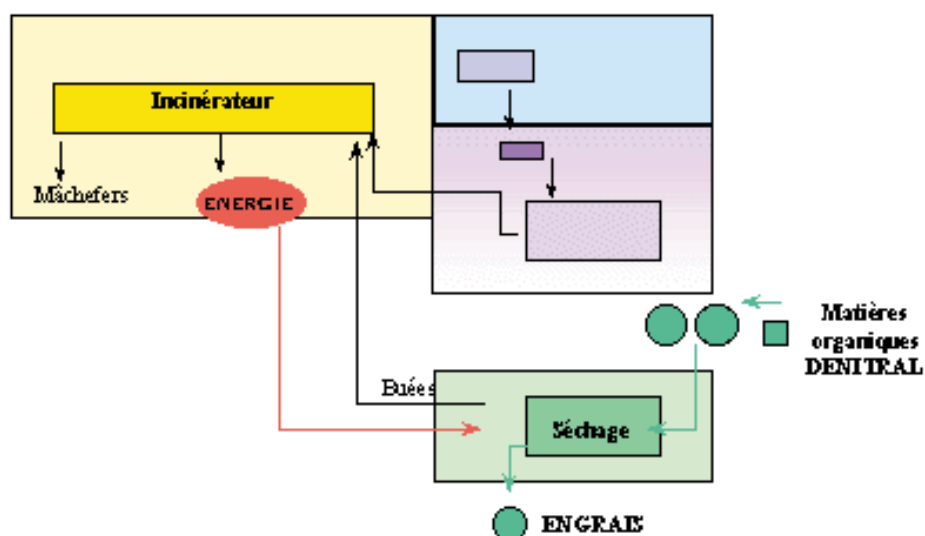 Incinérateur
Mâchefers
ENERGIE
Matières
organiques
DENITRAL
Buées
Séchage
ENGRAIS